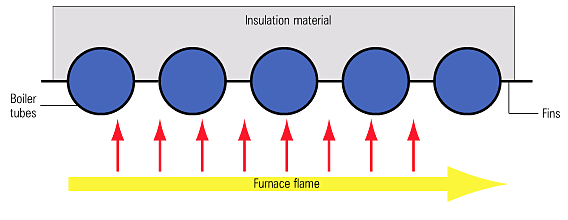 Insulation material
Boiler
tubes
Fins
Furnace flame